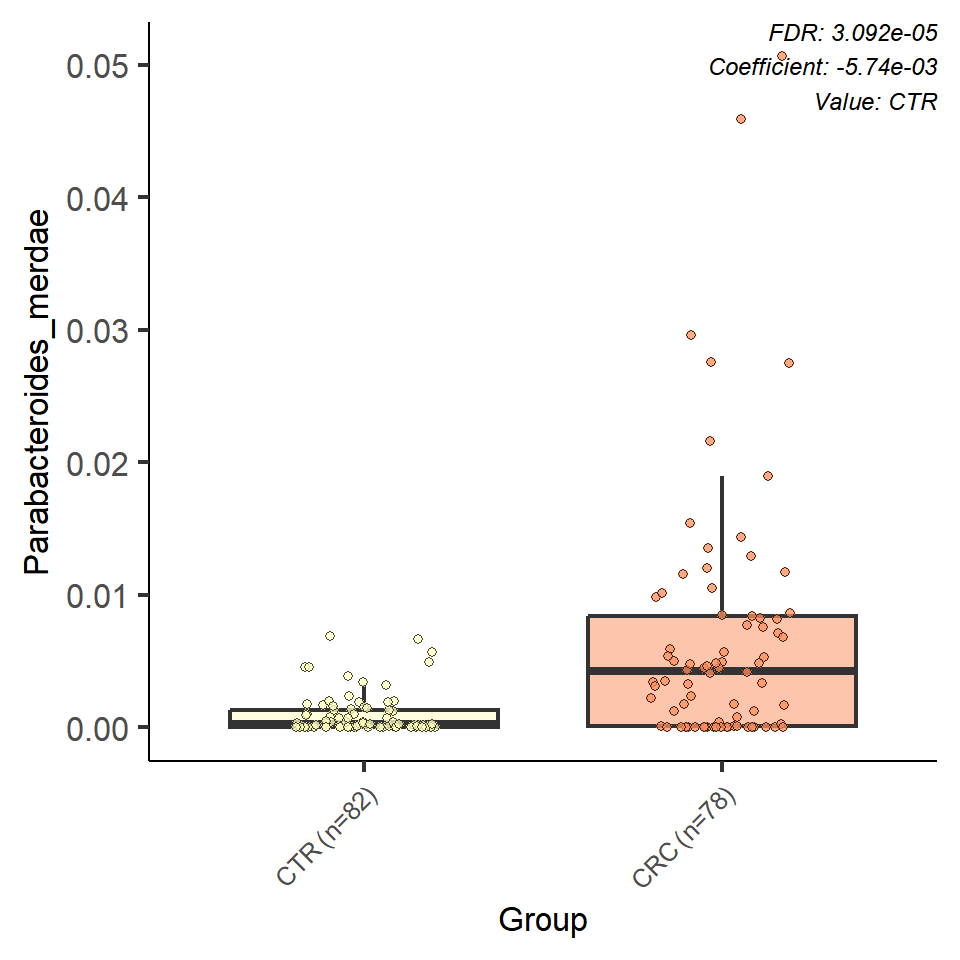 FDR: 3.092e-05
Coefficient: -5.74e-03
Value: CTR
Parabacteroides_merdae
0.05
0.04
0.03
0.02
0.01
0.00
CTR (n=82)
CRC (n=78)
Group